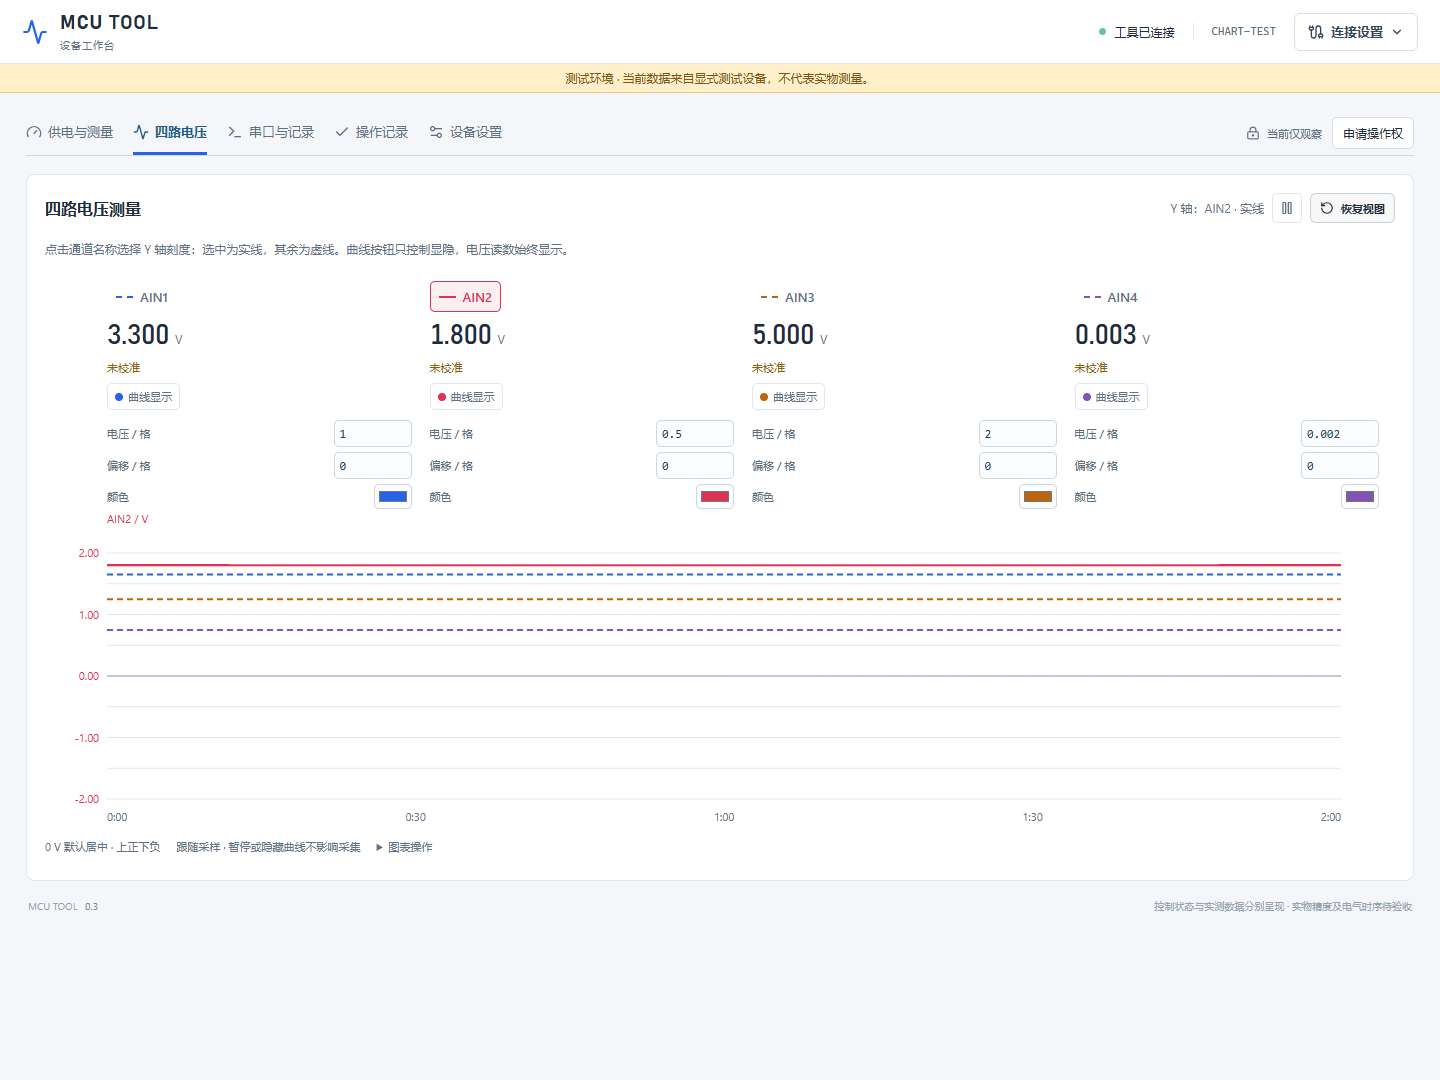 MCU TOOL
设备工作台
工具已连接
CHART-TEST
连接设置
测试环境 · 当前数据来自显式测试设备，不代表实物测量。
供电与测量
四路电压
串口与记录
操作记录
设备设置
当前仅观察
申请操作权
四路电压测量
Y 轴：AIN2 · 实线
恢复视图
点击通道名称选择 Y 轴刻度：选中为实线，其余为虚线。曲线按钮只控制显隐，电压读数始终显示。
AIN1 AIN2 AIN3 AIN4
3.300 V 1.800 V 5.000 V 0.003 V
未校准 未校准 未校准 未校准
曲线显示 曲线显示 曲线显示 曲线显示
电压 / 格 1 电压 / 格 0.5 电压 / 格 2 电压 / 格 0.002
偏移 / 格 0 偏移 / 格 0 偏移 / 格 0 偏移 / 格 0
颜色 颜色 颜色 颜色
AIN2 / V
2.00
1.00
0.00
-1.00
-2.00
0:00 0:30 1:00 1:30 2:00
0 V 默认居中 · 上正下负 跟随采样 · 暂停或隐藏曲线不影响采集 ▶ 图表操作
MCU TOOL 0.3
控制状态与实测数据分别呈现 · 实物精度及电气时序待验收